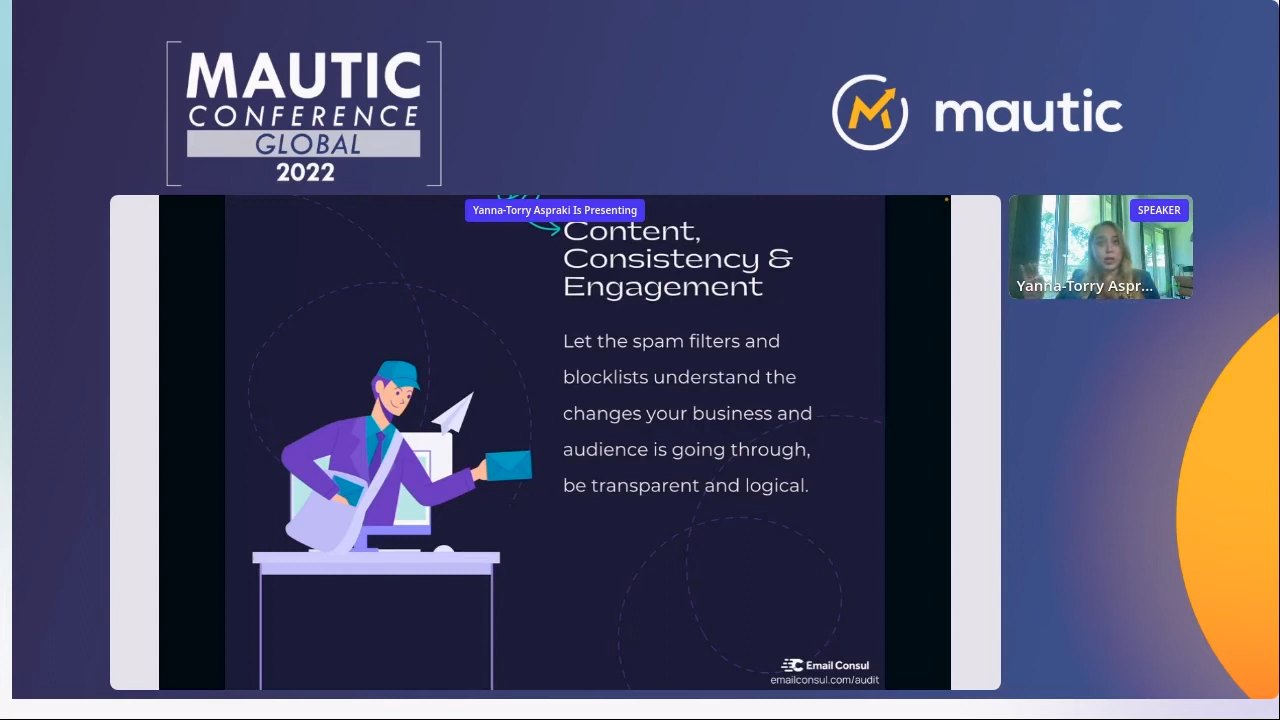 MAUTIC
CONFERENCE
GLOBAL
2022
mautic
Yanna-Torry Aspraki Is Presenting
SPEAKER
Yanna-Torry Aspr...
Content,
Consistency &
Engagement
Let the spam filters and
blocklists understand the
changes your business and
audience is going through,
be transparent and logical.
Email Consul
emailconsul.com/audit